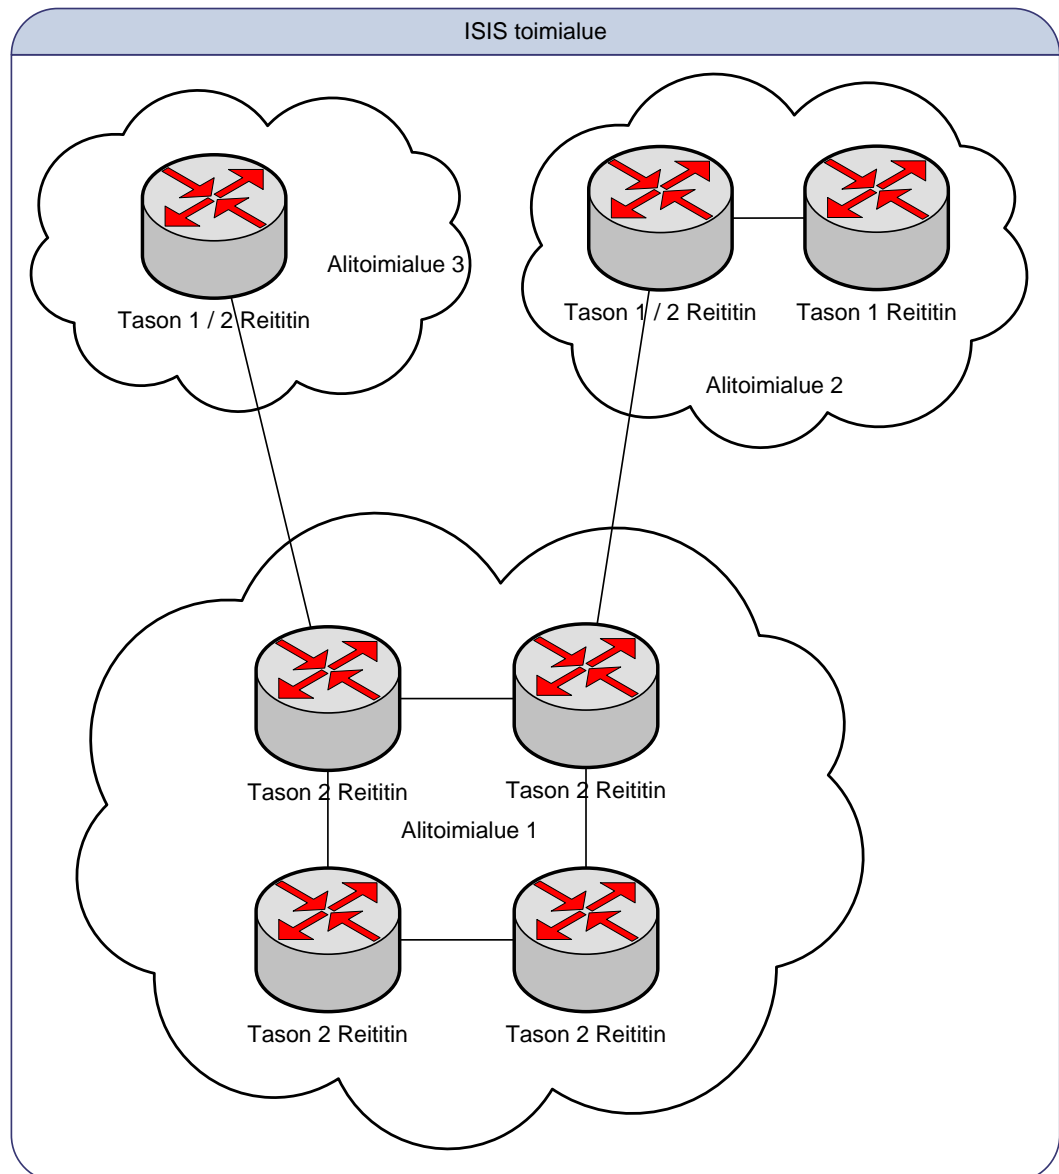 ISIS toimialue
Alitoimialue 3
Tason 1 / 2 Reititin
Tason 1 / 2 Reititin
Tason 1 Reititin
Alitoimialue 2
Tason 2 Reititin
Tason 2 Reititin
Alitoimialue 1
Tason 2 Reititin
Tason 2 Reititin